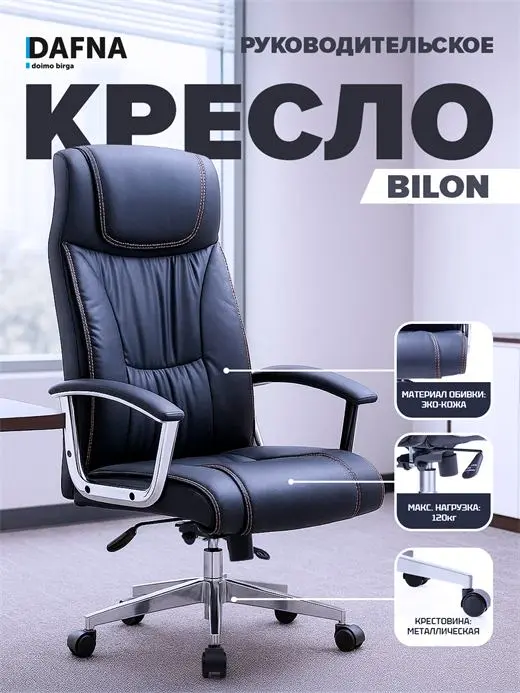 DAFNA
doimo birga
РУКОВОДИТЕЛЬСКОЕ
КРЕСЛО
BILON
МАТЕРИАЛ ОБИВКИ:
ЭКО-КОЖА
МАКС. НАГРУЗКА:
120кг
КРЕСТОВИНА:
МЕТАЛЛИЧЕСКАЯ